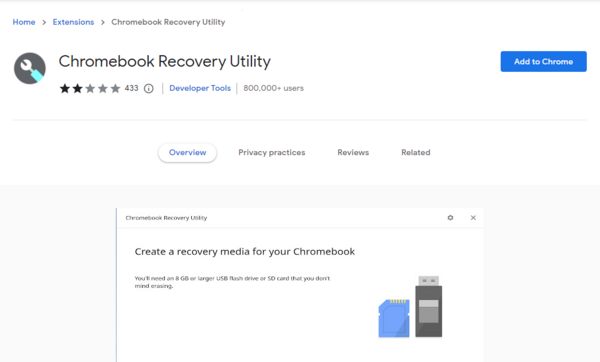 Home > Extensions > Chromebook Recovery Utility
Chromebook Recovery Utility
Add to Chrome
433 | Developer Tools | 800,000+ users
Overview Privacy practices Reviews Related
Chromebook Recovery Utility
Create a recovery media for your Chromebook
You'll need an 8 GB or larger USB flash drive or SD card that you don't
mind erasing.